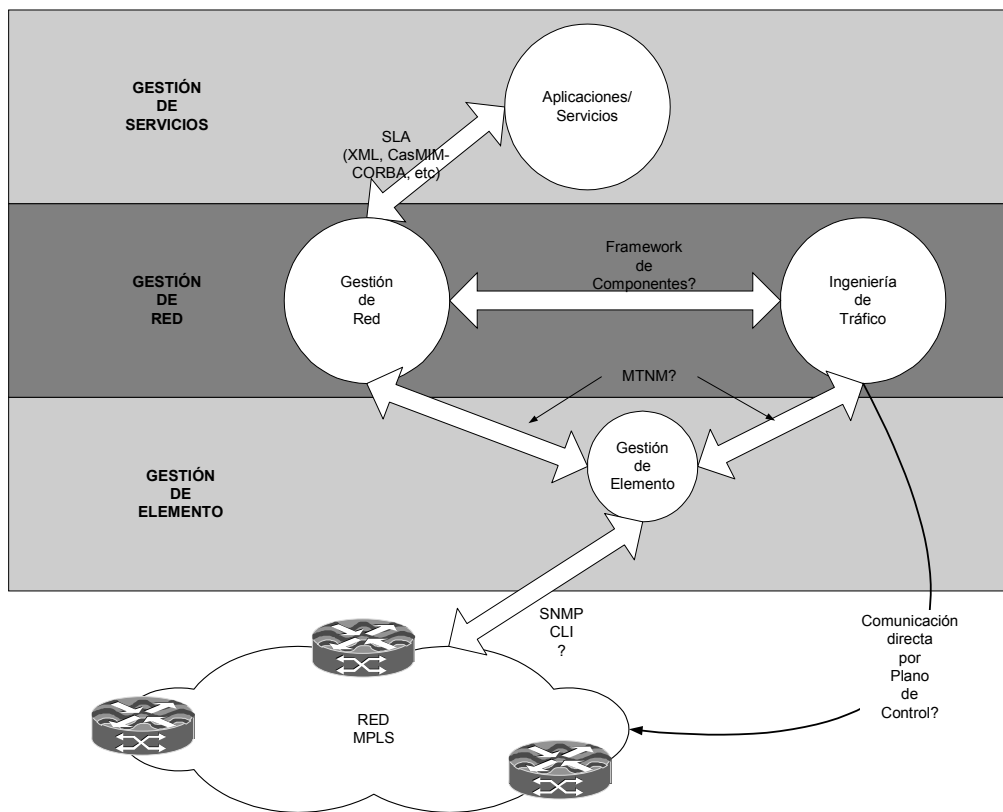 GESTIÓN
DE
SERVICIOS
Aplicaciones/
Servicios
SLA
(XML, CasMIM-
CORBA, etc)
GESTIÓN
DE
RED
Gestión
de
Red
Framework
de
Componentes?
Ingeniería
de
Tráfico
MTNM?
GESTIÓN
DE
ELEMENTO
Gestión
de
Elemento
SNMP
CLI
?
Comunicación
directa
por
Plano
de
Control?
RED
MPLS